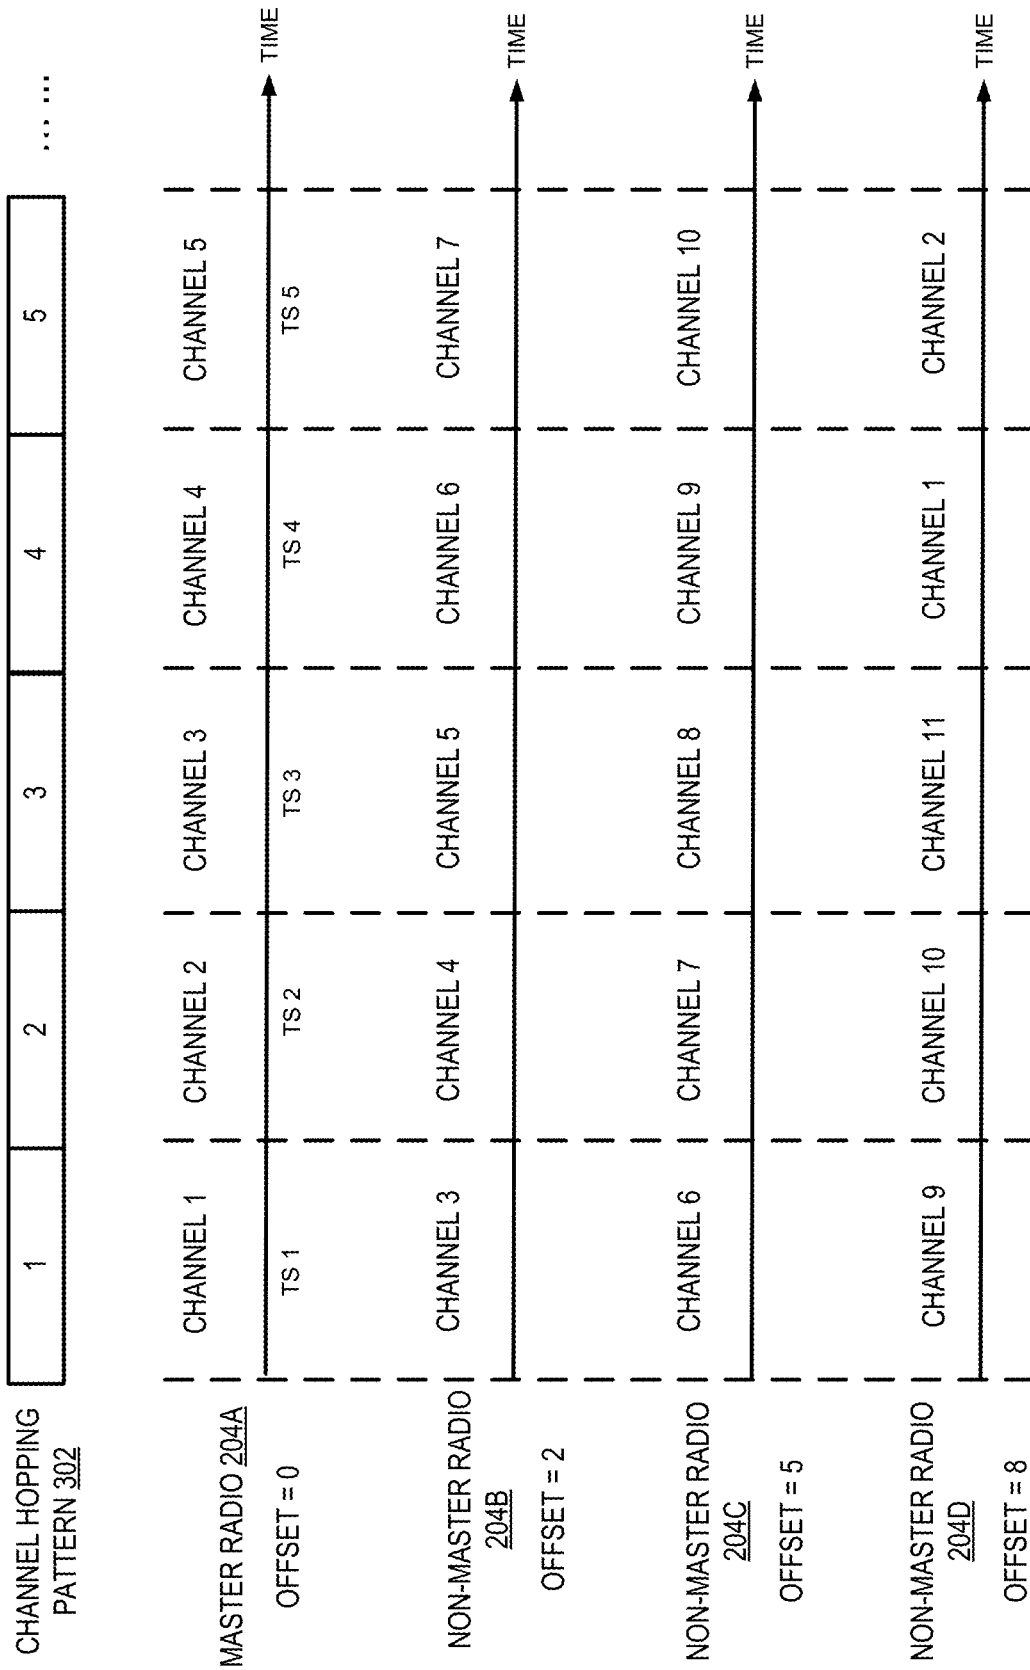 CHANNEL HOPPING
PATTERN 302
1
2
3
4
5
... ...
MASTER RADIO 204A
OFFSET = 0
CHANNEL 1
CHANNEL 2
CHANNEL 3
CHANNEL 4
CHANNEL 5
TS 1
TS 2
TS 3
TS 4
TS 5
TIME
NON-MASTER RADIO
204B
OFFSET = 2
CHANNEL 3
CHANNEL 4
CHANNEL 5
CHANNEL 6
CHANNEL 7
TIME
NON-MASTER RADIO
204C
OFFSET = 5
CHANNEL 6
CHANNEL 7
CHANNEL 8
CHANNEL 9
CHANNEL 10
TIME
NON-MASTER RADIO
204D
OFFSET = 8
CHANNEL 9
CHANNEL 10
CHANNEL 11
CHANNEL 1
CHANNEL 2
TIME